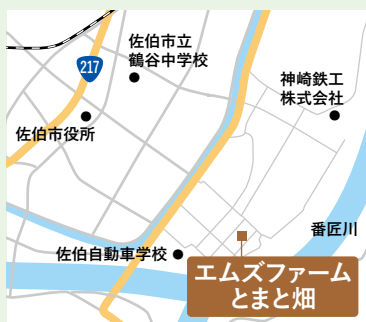 佐伯市立
鶴谷中学校
217
神崎鉄工
株式会社
佐伯市役所
番匠川
佐伯自動車学校
エムズファーム
とまと畑